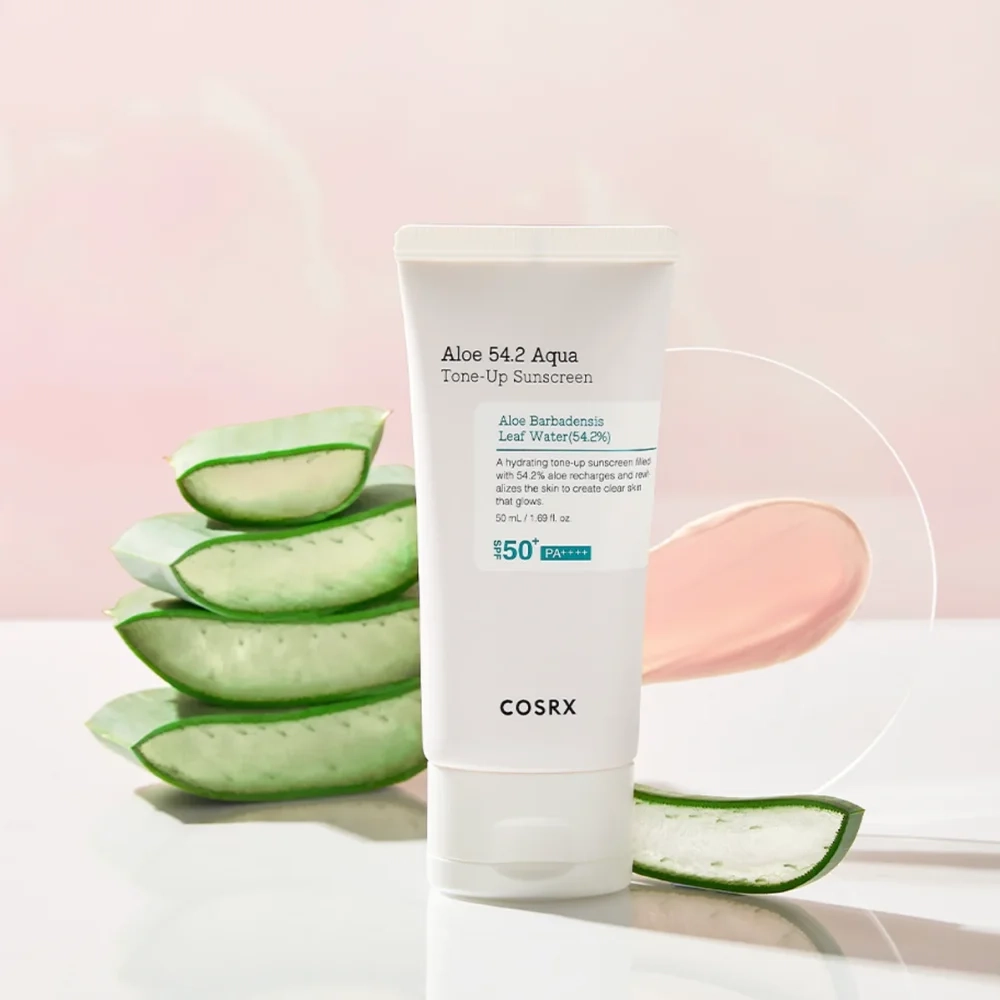 Aloe 54.2 Aqua
Tone-Up Sunscreen
Aloe Barbadensis
Leaf Water(54.2%)
A hydrating tone-up sunscreen filled
with 54.2% aloe recharges and revit-
alizes the skin to create clear skin
that glows.
50 mL / 1.69 fl. oz.
SPF 50+ PA++++
COSRX